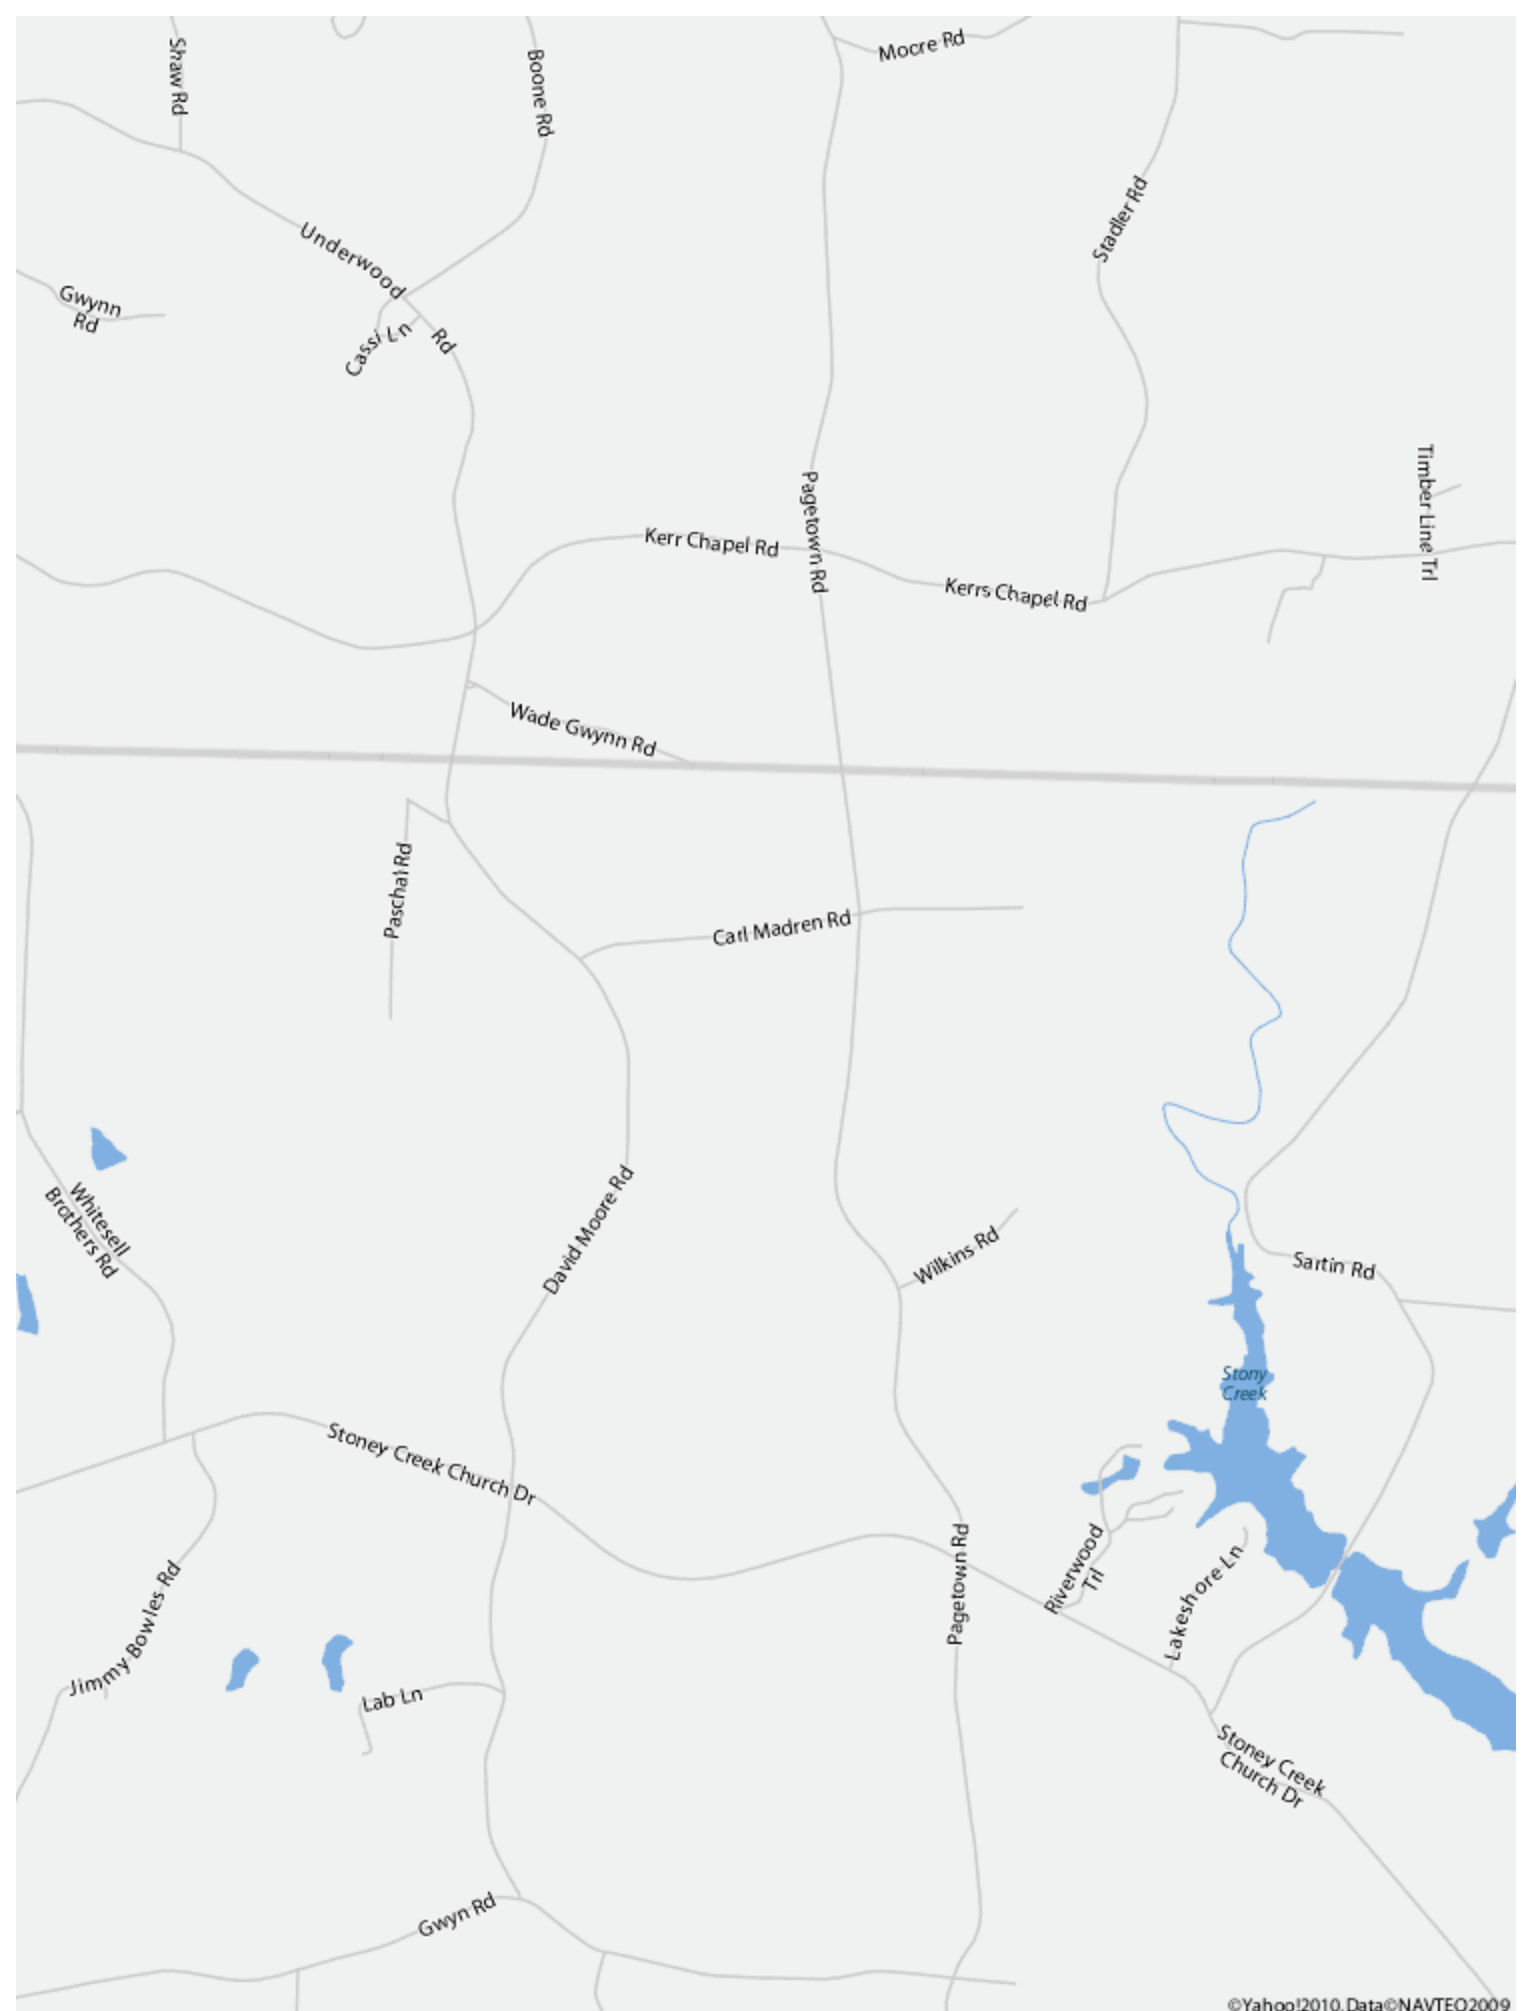 Shaw Rd
Boone Rd
Mocre Rd
Stadler Rd
Underwood Rd
Gwynn
Rd
Cassi Ln
Timber Line Trl
Pagetown Rd
Kerr Chapel Rd
Kerrs Chapel Rd
Wade Gwynn Rd
Paschal Rd
Carl Madren Rd
David Moore Rd
Whitesell
Brothers Rd
Wilkins Rd
Sartin Rd
Stony
Creek
Stoney Creek Church Dr
Pagetown Rd
Riverwood
Trl
Lakeshore Ln
Jimmy Bowles Rd
Lab Ln
Stoney Creek
Church Dr
Gwyn Rd
©Yahoo!2010, Data©NAVTEQ2009